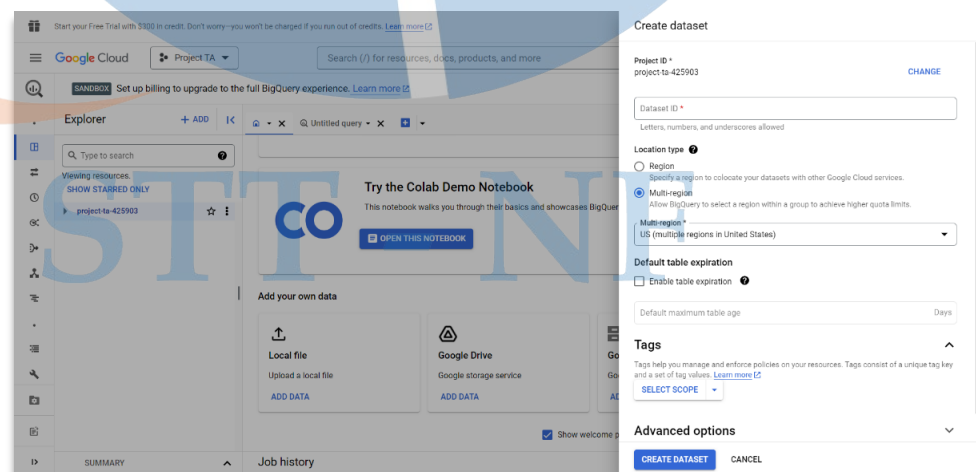 Start your Free Trial with $300 in credit. Don't worry—you won't be charged if you run out of credits. Learn more
Google Cloud
Project TA
Search (/) for resources, docs, products, and more
SANDBOX Set up billing to upgrade to the full BigQuery experience. Learn more
Explorer
+ ADD
Untitled query
Type to search
Viewing resources.
SHOW STARRED ONLY
project-ta-425903
Try the Colab Demo Notebook
This notebook walks you through their basics and showcases BigQuer
OPEN THIS NOTEBOOK
Add your own data
Local file
Upload a local file
ADD DATA
Google Drive
Google storage service
ADD DATA
Go
Go
AD
Show welcome p
SUMMARY
Job history
STT NF
Create dataset
Project ID *
project-ta-425903
CHANGE
Dataset ID *
Letters, numbers, and underscores allowed
Location type
Region
Specify a region to colocate your datasets with other Google Cloud services.
Multi-region
Allow BigQuery to select a region within a group to achieve higher quota limits.
Multi-region *
US (multiple regions in United States)
Default table expiration
Enable table expiration
Default maximum table age
Days
Tags
Tags help you manage and enforce policies on your resources. Tags consist of a unique tag key
and a set of tag values. Learn more
SELECT SCOPE
Advanced options
CREATE DATASET
CANCEL